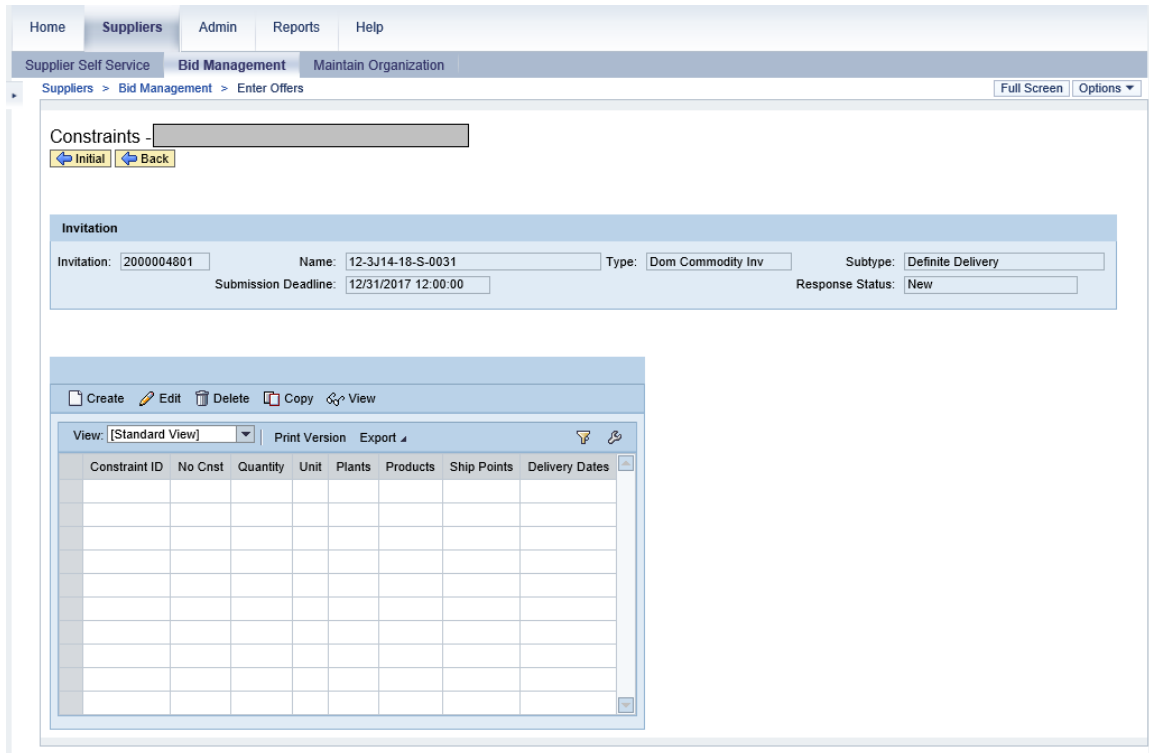 Home Suppliers Admin Reports Help
Supplier Self Service Bid Management Maintain Organization
Suppliers > Bid Management > Enter Offers Full Screen Options
Constraints -
Initial Back
Invitation
Invitation: 2000004801 Name: 12-3J14-18-S-0031 Type: Dom Commodity Inv Subtype: Definite Delivery
Submission Deadline: 12/31/2017 12:00:00 Response Status: New
Create Edit Delete Copy View
View: [Standard View] Print Version Export
Constraint ID No Cnst Quantity Unit Plants Products Ship Points Delivery Dates